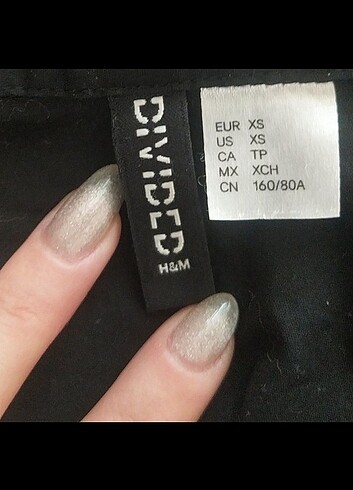 DIVIDED
H&M
EUR XS
US XS
CA TP
MX XCH
CN 160/80A